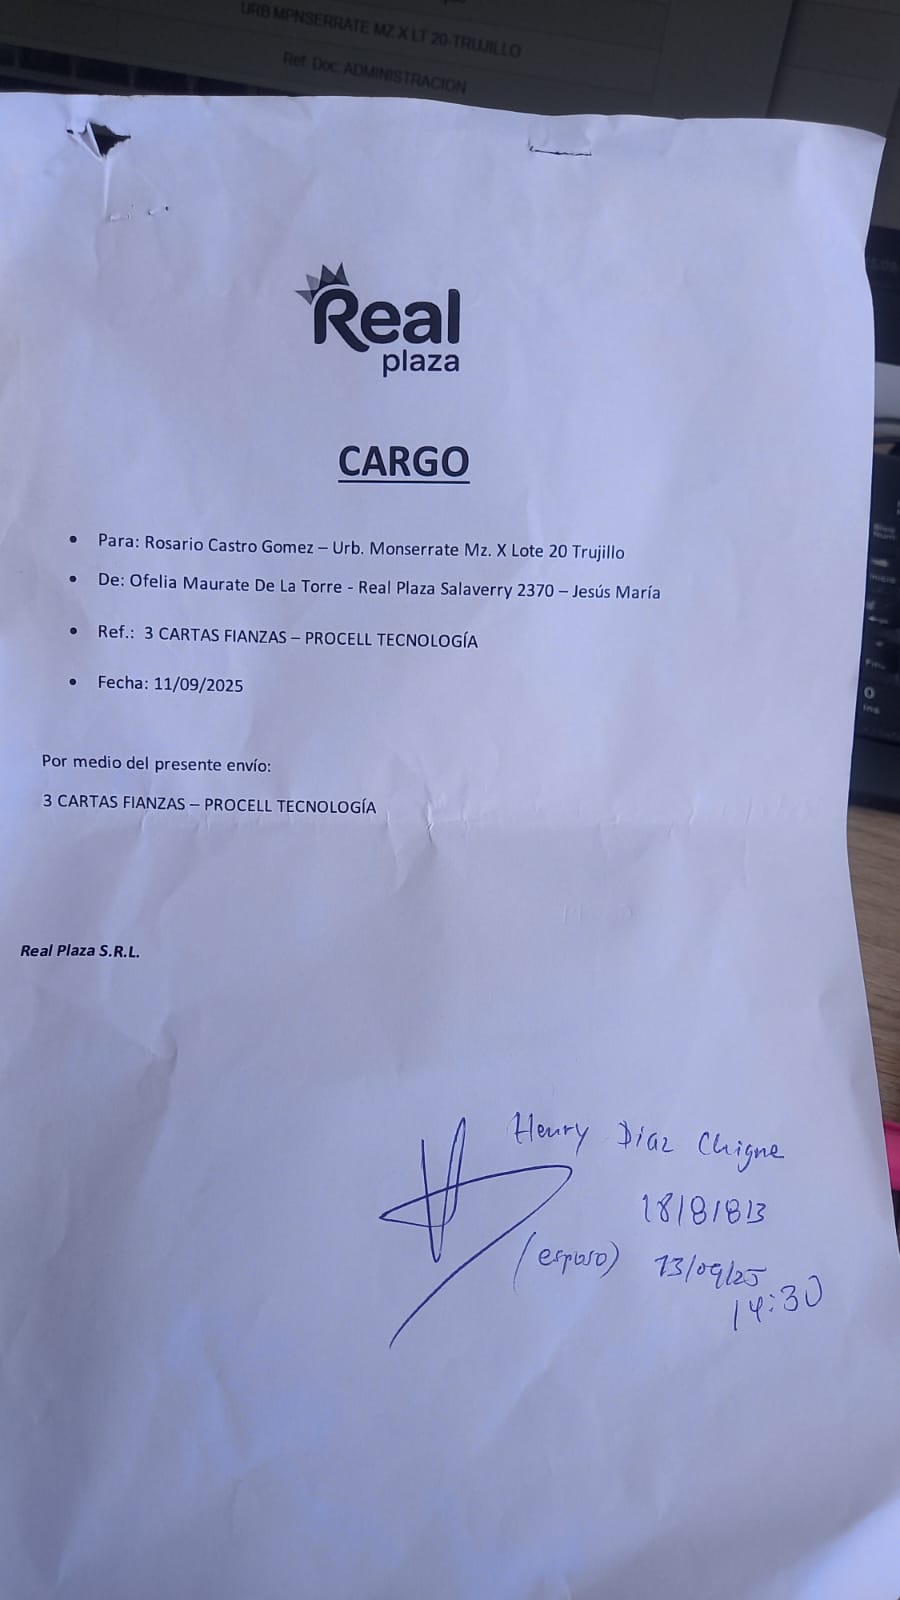 URB MPNSERRATE MZ X LT 20-TRUJILLO
Ref. Doc: ADMINISTRACION
Real
plaza
CARGO
• Para: Rosario Castro Gomez – Urb. Monserrate Mz. X Lote 20 Trujillo
• De: Ofelia Maurate De La Torre - Real Plaza Salaverry 2370 – Jesús María
• Ref.: 3 CARTAS FIANZAS – PROCELL TECNOLOGÍA
• Fecha: 11/09/2025
Por medio del presente envío:
3 CARTAS FIANZAS – PROCELL TECNOLOGÍA
Real Plaza S.R.L.
Henry Diaz Chigne
18181813
(esposo) 13/09/25
14:30